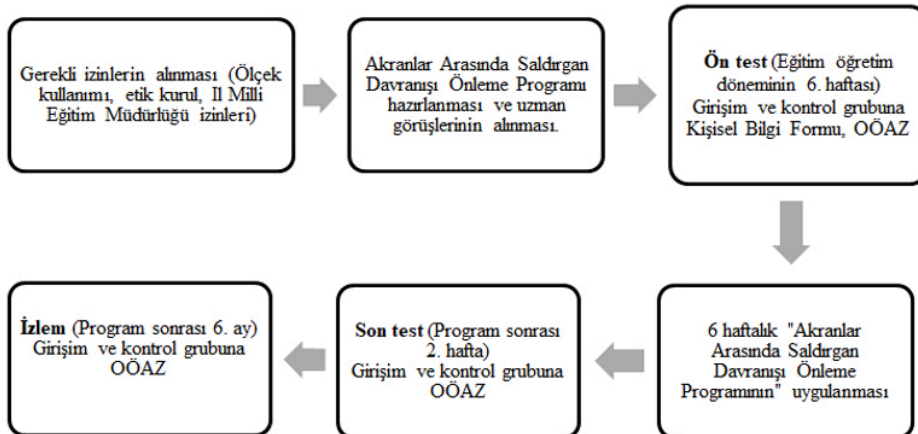 Gerekli izinlerin alınması (Ölçek
kullanımı, etik kurul, Il Milli
Eğitim Müdürlüğü izinleri)
Akranlar Arasında Saldırgan
Davranışı Önleme Programı
hazırlanması ve uzman
görüşlerinin alınması.
Ön test (Eğitim öğretim
döneminin 6. haftası)
Girişim ve kontrol grubuna
Kişisel Bilgi Formu, OÖAZ
6 haftalık "Akranlar
Arasında Saldırgan
Davranışı Önleme
Programının" uygulanması
Son test (Program sonrası
2. hafta)
Girişim ve kontrol grubuna
OÖAZ
İzlem (Program sonrası 6. ay)
Girişim ve kontrol grubuna
OÖAZ